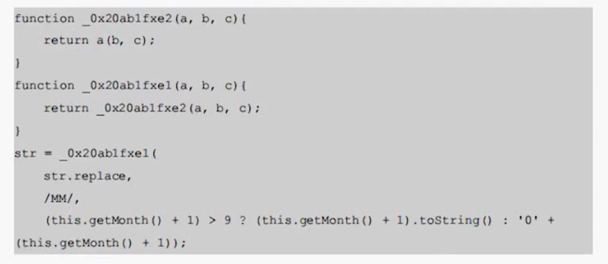 function _0x20ab1fxe2(a, b, c){
return a(b, c);
}
function _0x20ab1fxe1(a, b, c){
return _0x20ab1fxe2(a, b, c);
}
str = _0x20ab1fxe1(
str.replace,
/MM/,
(this.getMonth() + 1) > 9 ? (this.getMonth() + 1).toString() : '0' +
(this.getMonth() + 1));